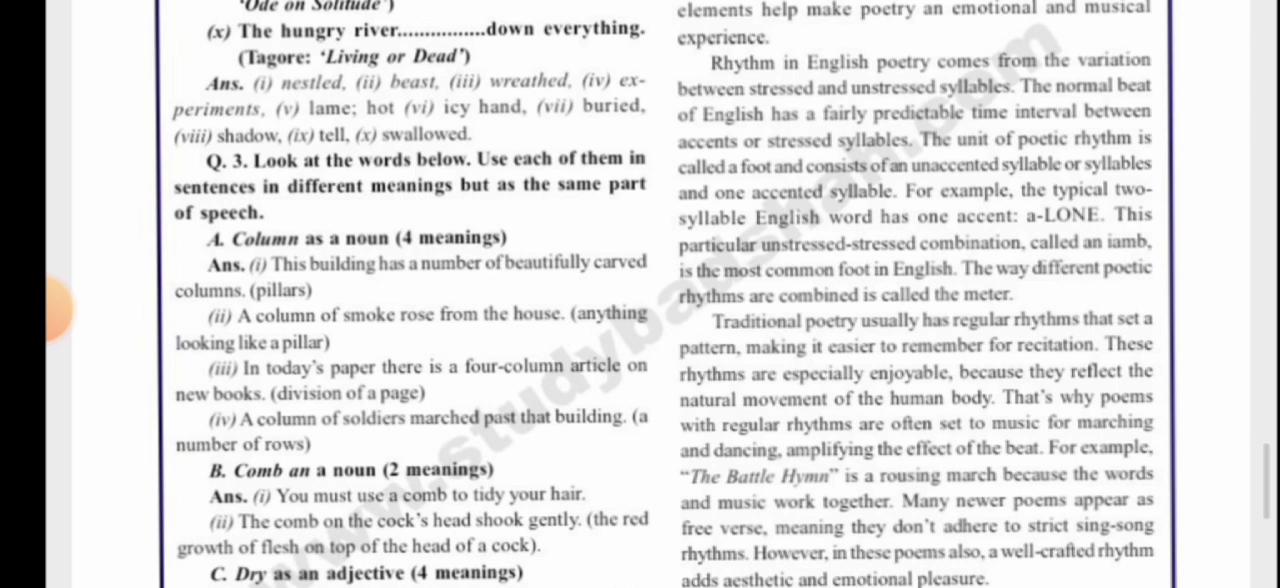 'Ode on Solitude')
(x) The hungry river................down everything.
(Tagore: 'Living or Dead')
Ans. (i) nestled, (ii) beast, (iii) wreathed, (iv) ex-
periments, (v) lame; hot (vi) icy hand, (vii) buried,
(viii) shadow, (ix) tell, (x) swallowed.
Q. 3. Look at the words below. Use each of them in
sentences in different meanings but as the same part
of speech.
A. Column as a noun (4 meanings)
Ans. (i) This building has a number of beautifully carved
columns. (pillars)
(ii) A column of smoke rose from the house. (anything
looking like a pillar)
(iii) In today's paper there is a four-column article on
new books. (division of a page)
(iv) A column of soldiers marched past that building. (a
number of rows)
B. Comb an a noun (2 meanings)
Ans. (i) You must use a comb to tidy your hair.
(ii) The comb on the cock's head shook gently. (the red
growth of flesh on top of the head of a cock).
C. Dry as an adjective (4 meanings)
elements help make poetry an emotional and musical
experience.
Rhythm in English poetry comes from the variation
between stressed and unstressed syllables. The normal beat
of English has a fairly predictable time interval between
accents or stressed syllables. The unit of poetic rhythm is
called a foot and consists of an unaccented syllable or syllables
and one accented syllable. For example, the typical two-
syllable English word has one accent: a-LONE. This
particular unstressed-stressed combination, called an iamb,
is the most common foot in English. The way different poetic
rhythms are combined is called the meter.
Traditional poetry usually has regular rhythms that set a
pattern, making it easier to remember for recitation. These
rhythms are especially enjoyable, because they reflect the
natural movement of the human body. That's why poems
with regular rhythms are often set to music for marching
and dancing, amplifying the effect of the beat. For example,
"The Battle Hymn" is a rousing march because the words
and music work together. Many newer poems appear as
free verse, meaning they don't adhere to strict sing-song
rhythms. However, in these poems also, a well-crafted rhythm
adds aesthetic and emotional pleasure.
www.studybadshah.com